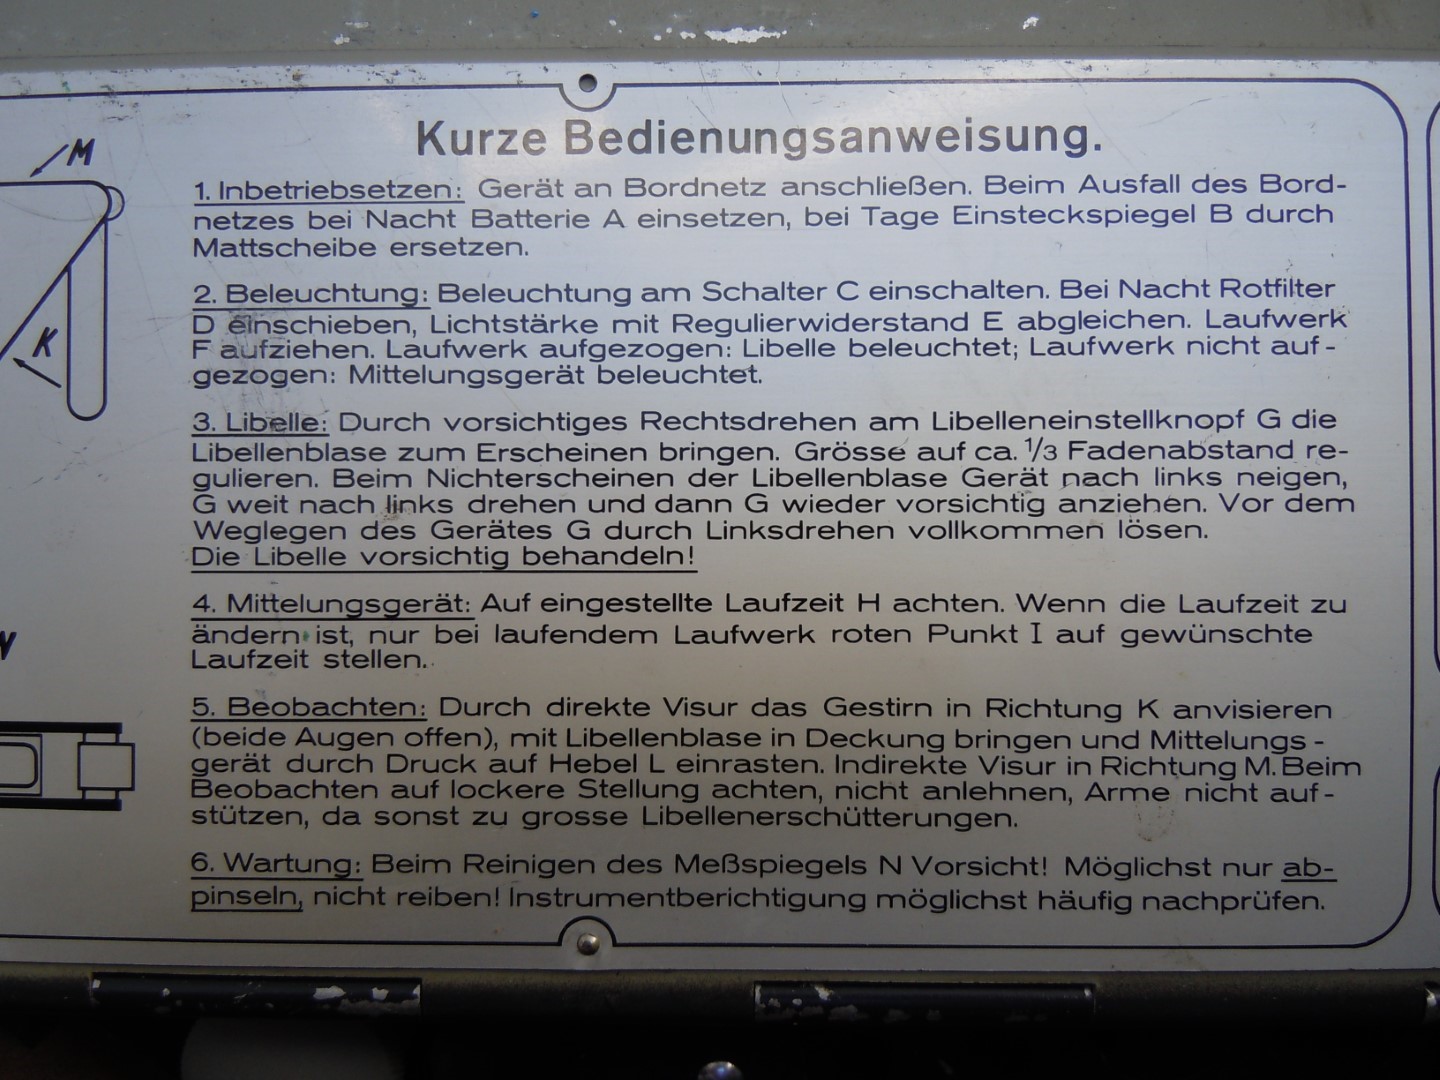 Kurze Bedienungsanweisung.
1. Inbetriebsetzen: Gerät an Bordnetz anschließen. Beim Ausfall des Bord-
netzes bei Nacht Batterie A einsetzen, bei Tage Einsteckspiegel B durch
Mattscheibe ersetzen.
2. Beleuchtung: Beleuchtung am Schalter C einschalten. Bei Nacht Rotfilter
D einschieben, Lichtstärke mit Regulierwiderstand E abgleichen. Laufwerk
F aufziehen. Laufwerk aufgezogen: Libelle beleuchtet; Laufwerk nicht auf-
gezogen: Mittelungsgerät beleuchtet.
3. Libelle: Durch vorsichtiges Rechtsdrehen am Libelleneinstellknopf G die
Libellenblase zum Erscheinen bringen. Grösse auf ca. 1/3 Fadenabstand re-
gulieren. Beim Nichterscheinen der Libellenblase Gerät nach links neigen,
G weit nach links drehen und dann G wieder vorsichtig anziehen. Vor dem
Weglegen des Gerätes G durch Linksdrehen vollkommen lösen.
Die Libelle vorsichtig behandeln!
4. Mittelungsgerät: Auf eingestellte Laufzeit H achten. Wenn die Laufzeit zu
ändern ist, nur bei laufendem Laufwerk roten Punkt I auf gewünschte
Laufzeit stellen.
5. Beobachten: Durch direkte Visur das Gestirn in Richtung K anvisieren
(beide Augen offen), mit Libellenblase in Deckung bringen und Mittelungs-
gerät durch Druck auf Hebel L einrasten. Indirekte Visur in Richtung M. Beim
Beobachten auf lockere Stellung achten, nicht anlehnen, Arme nicht auf-
stützen, da sonst zu grosse Libellenerschütterungen.
6. Wartung: Beim Reinigen des Meßspiegels N Vorsicht! Möglichst nur ab-
pinseln, nicht reiben! Instrumentberichtigung möglichst häufig nachprüfen.
M
K